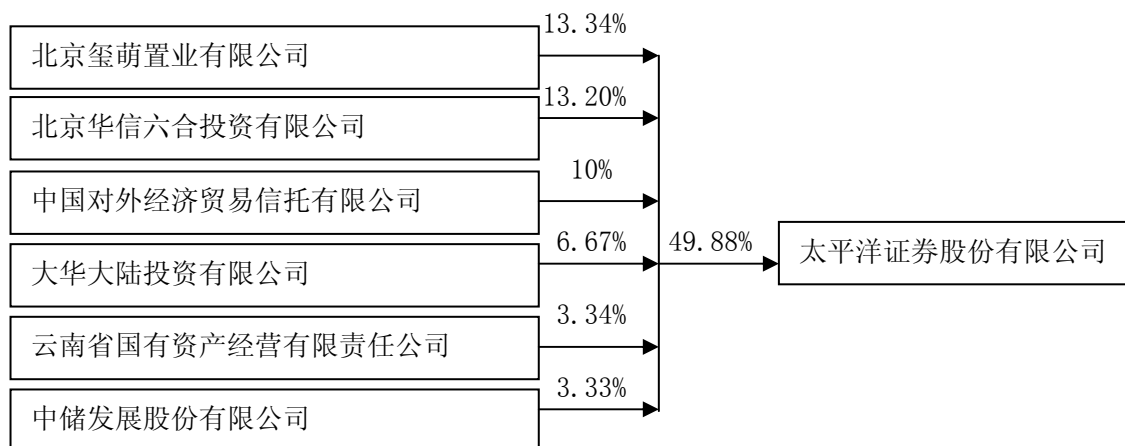 13.34%
北京玺萌置业有限公司
13.20%
北京华信六合投资有限公司
10%
中国对外经济贸易信托有限公司
6.67%
49.88%
大华大陆投资有限公司
太平洋证券股份有限公司
3.34%
云南省国有资产经营有限责任公司
3.33%
中储发展股份有限公司